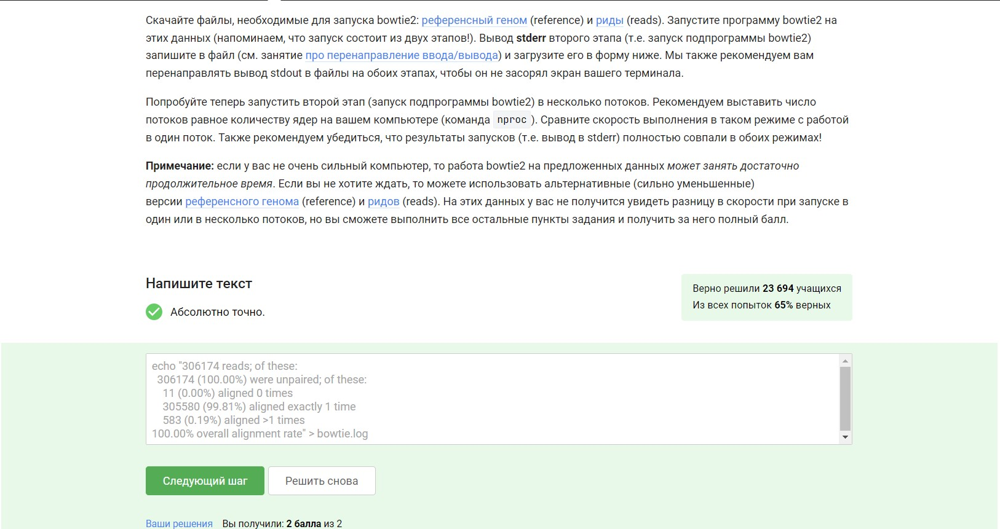 Скачайте файлы, необходимые для запуска bowtie2: референсный геном (reference) и риды (reads). Запустите программу bowtie2 на
этих данных (напоминаем, что запуск состоит из двух этапов!). Вывод stderr второго этапа (т.е. запуск подпрограммы bowtie2)
запишите в файл (см. занятие про перенаправление ввода/вывода) и загрузите его в форму ниже. Мы также рекомендуем вам
перенаправлять вывод stdout в файлы на обоих этапах, чтобы он не засорял экран вашего терминала.
Попробуйте теперь запустить второй этап (запуск подпрограммы bowtie2) в несколько потоков. Рекомендуем выставить число
потоков равное количеству ядер на вашем компьютере (команда nproc). Сравните скорость выполнения в таком режиме с работой
в один поток. Также рекомендуем убедиться, что результаты запусков (т.е. вывод в stderr) полностью совпали в обоих режимах!
Примечание: если у вас не очень сильный компьютер, то работа bowtie2 на предложенных данных может занять достаточно
продолжительное время. Если вы не хотите ждать, то можете использовать альтернативные (сильно уменьшенные)
версии референсного генома (reference) и ридов (reads). На этих данных у вас не получится увидеть разницу в скорости при запуске в
один или в несколько потоков, но вы сможете выполнить все остальные пункты задания и получить за него полный балл.
Напишите текст
Верно решили 23 694 учащихся
Из всех попыток 65% верных
Абсолютно точно.
echo "306174 reads; of these:
306174 (100.00%) were unpaired; of these:
11 (0.00%) aligned 0 times
305580 (99.81%) aligned exactly 1 time
583 (0.19%) aligned >1 times
100.00% overall alignment rate" > bowtie.log
Следующий шаг Решить снова
Ваши решения Вы получили: 2 балла из 2